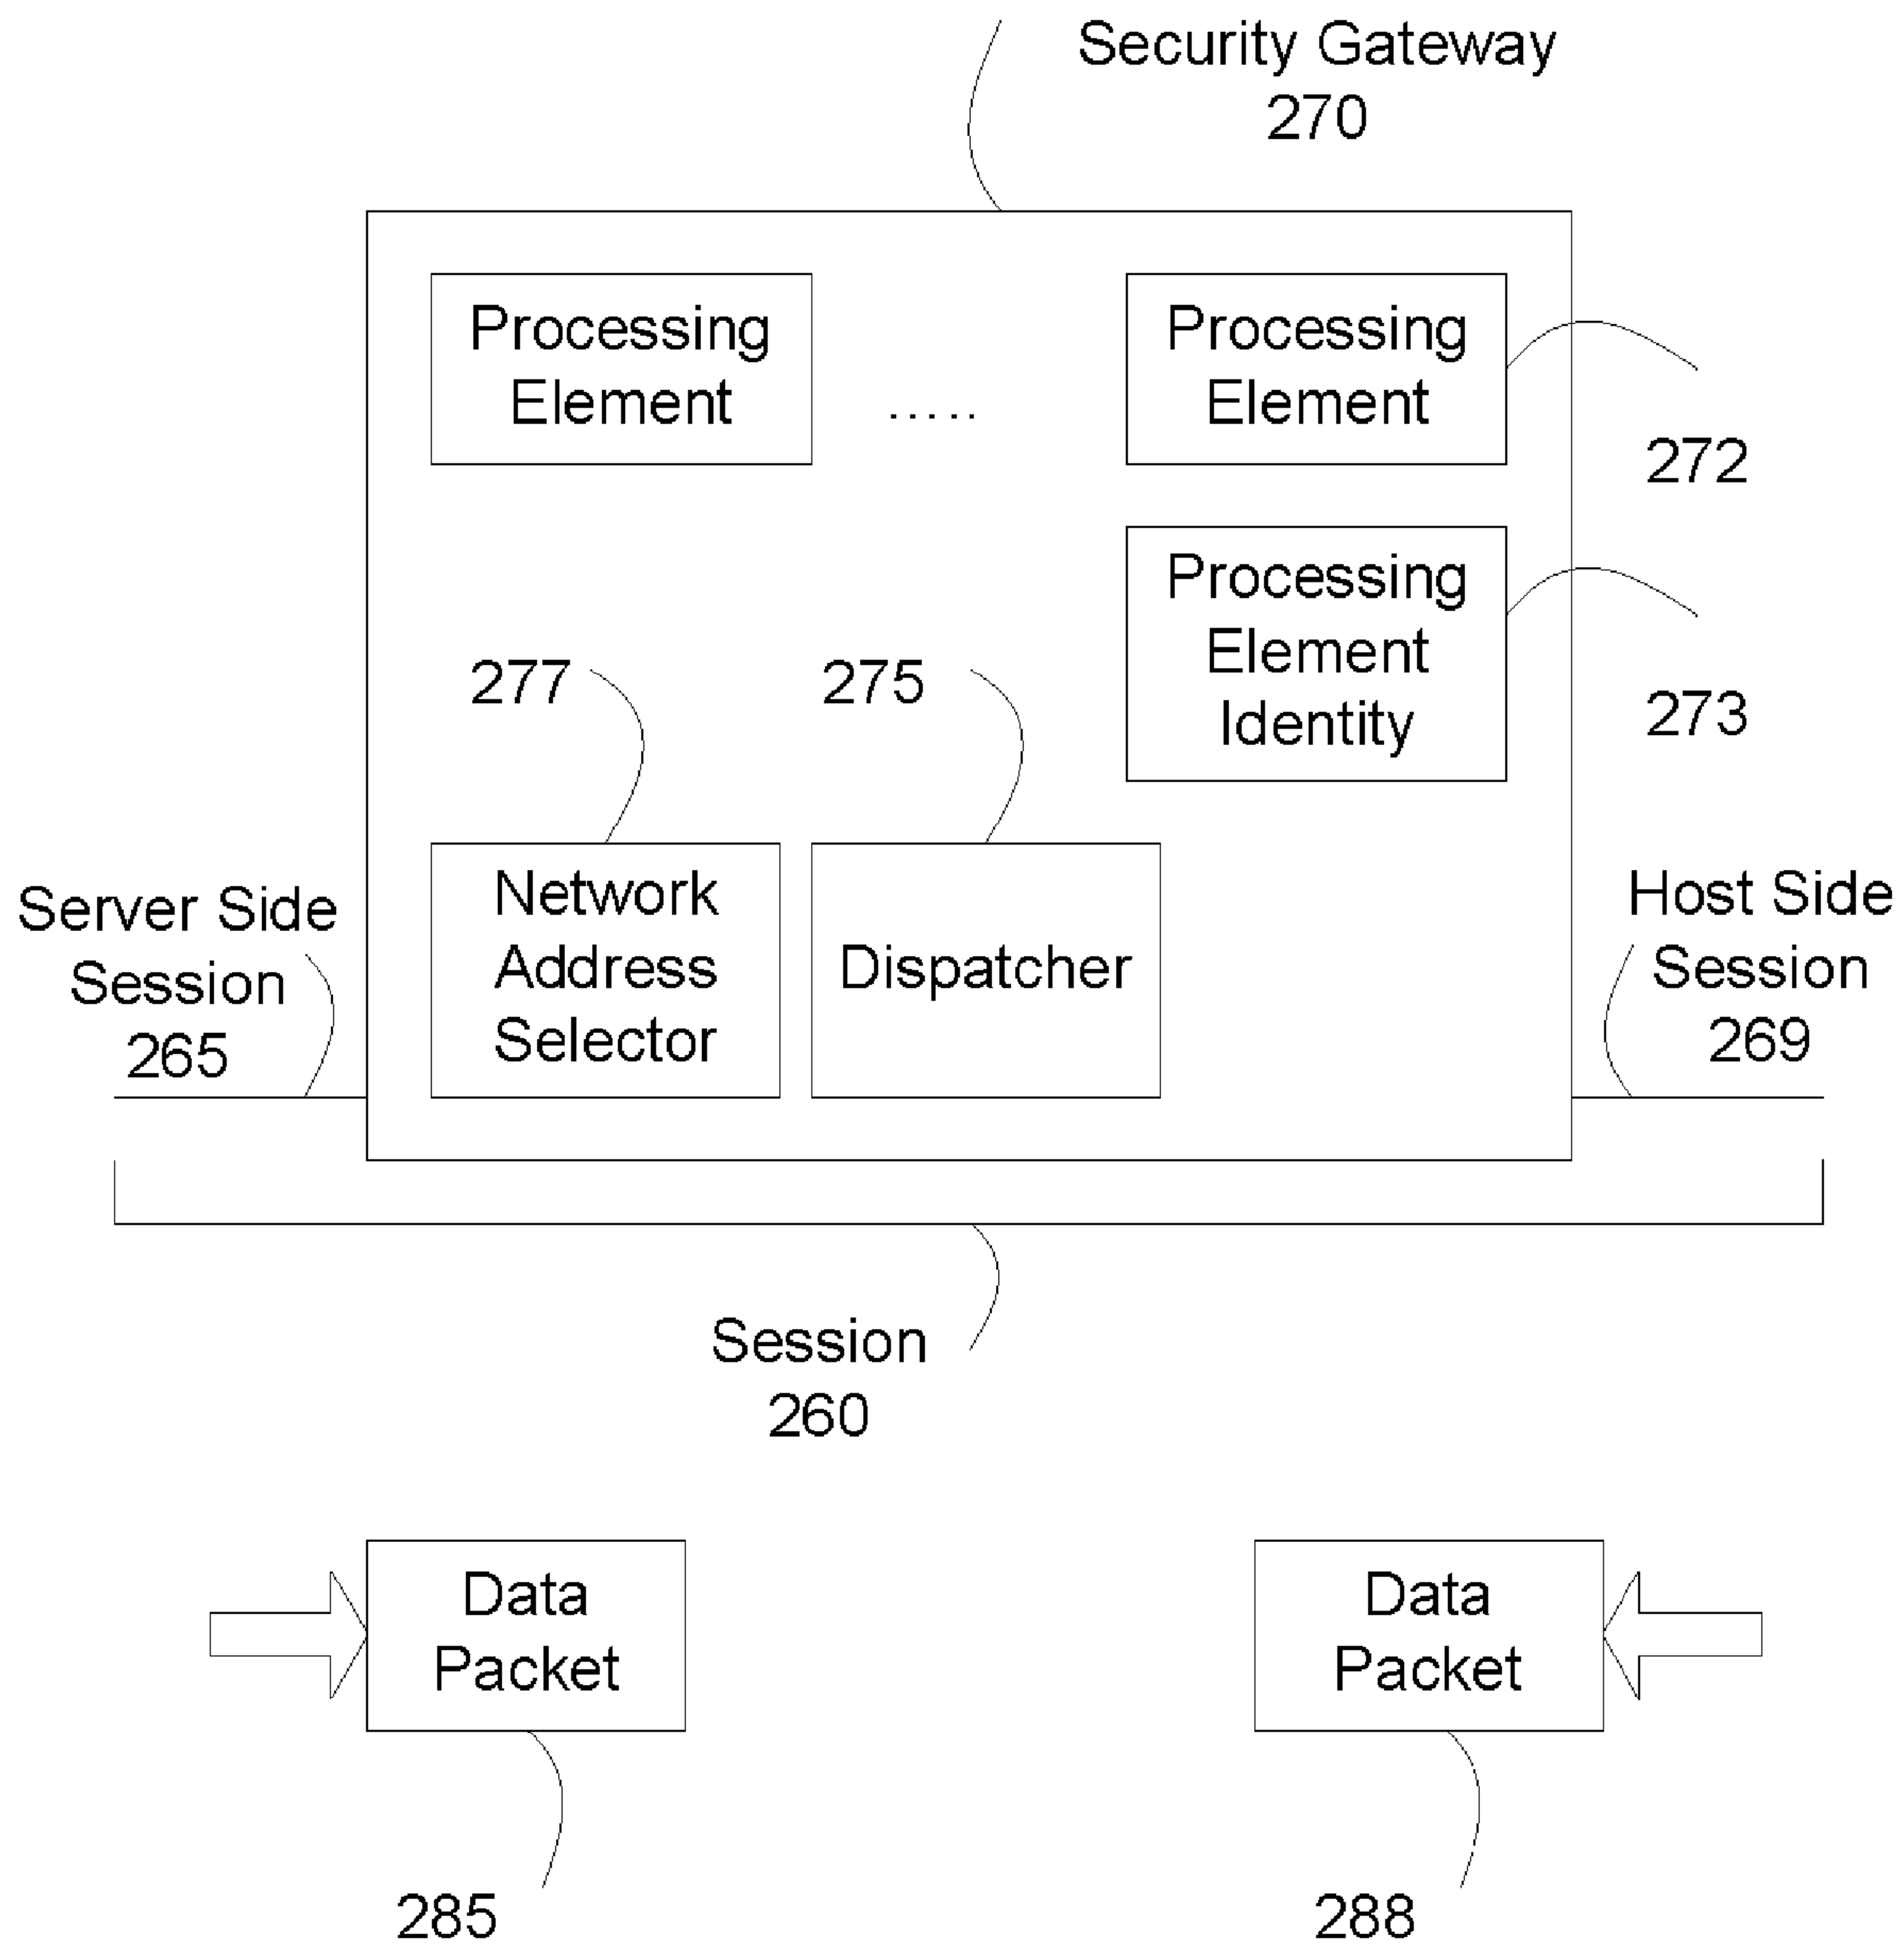 Security Gateway
270
Processing
Element
.....
Processing
Element
272
Processing
Element
Identity
273
277
275
Network
Address
Selector
Dispatcher
Server Side
Session
265
Host Side
Session
269
Session
260
Data
Packet
285
Data
Packet
288